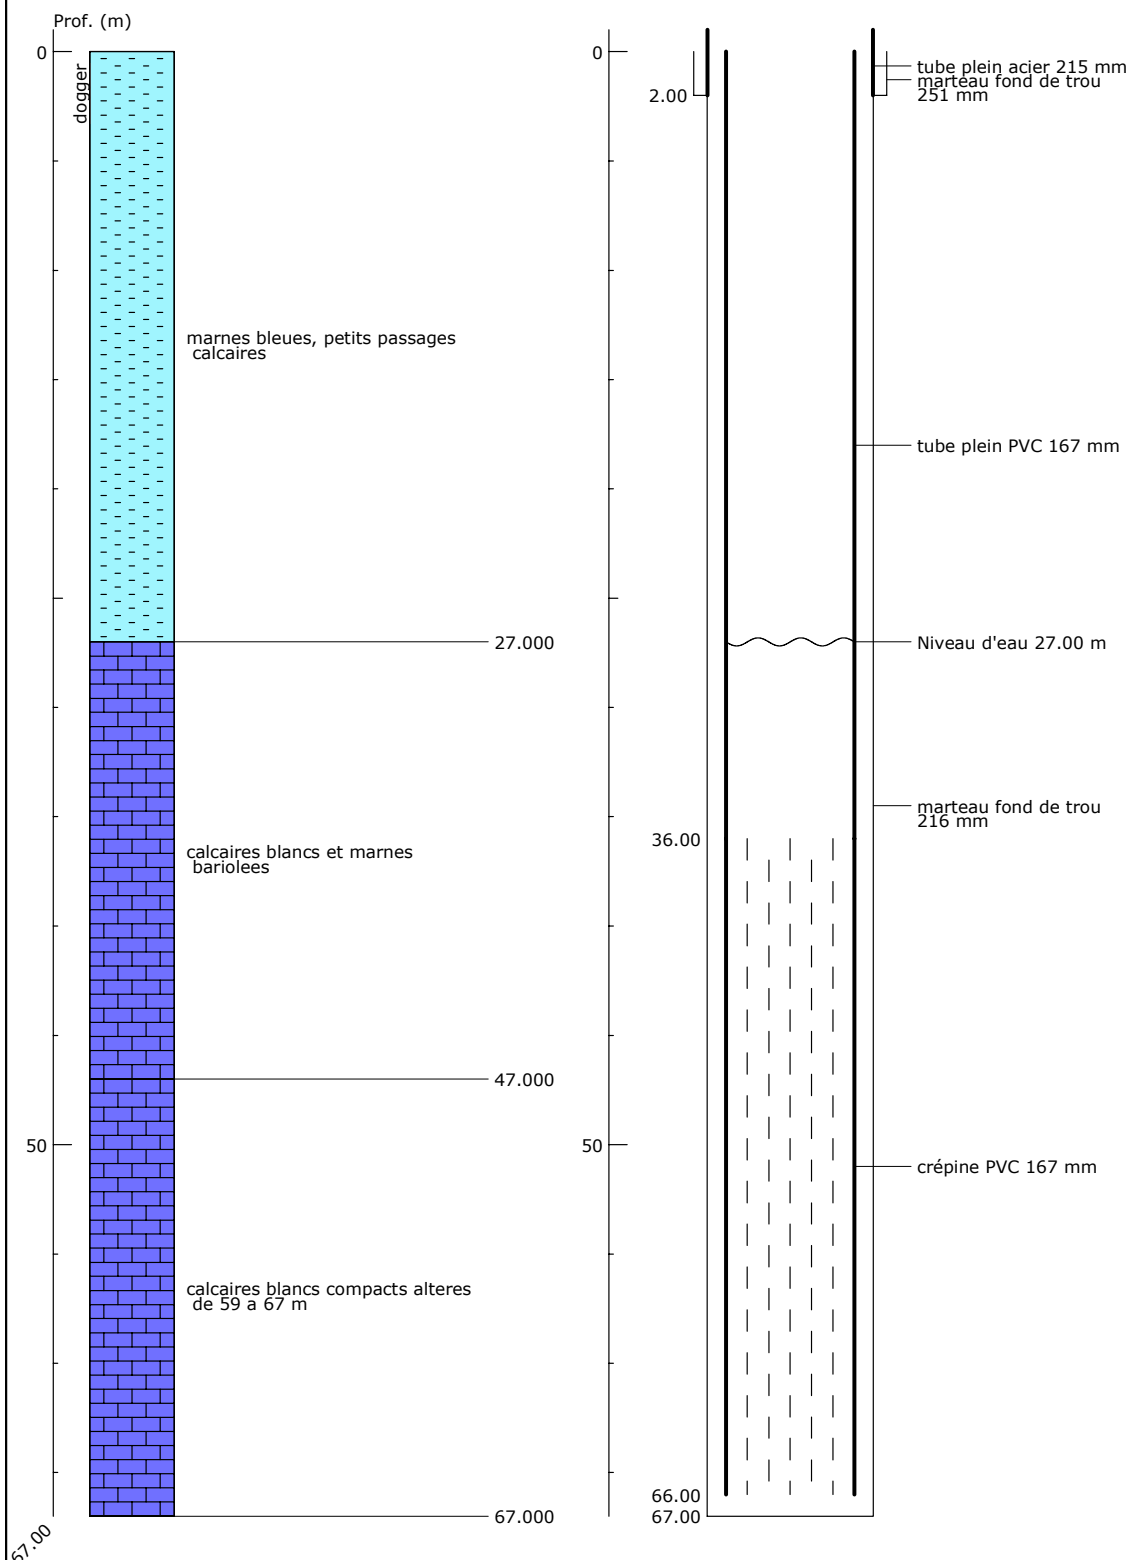 Prof. (m)
0
dogger
marnes bleues, petits passages
calcaires
27.000
calcaires blancs et marnes
bariolees
47.000
50
calcaires blancs compacts alteres
de 59 a 67 m
67.000
67.00
0
tube plein acier 215 mm
marteau fond de trou
251 mm
2.00
tube plein PVC 167 mm
Niveau d'eau 27.00 m
marteau fond de trou
216 mm
36.00
50
crépine PVC 167 mm
66.00
67.00